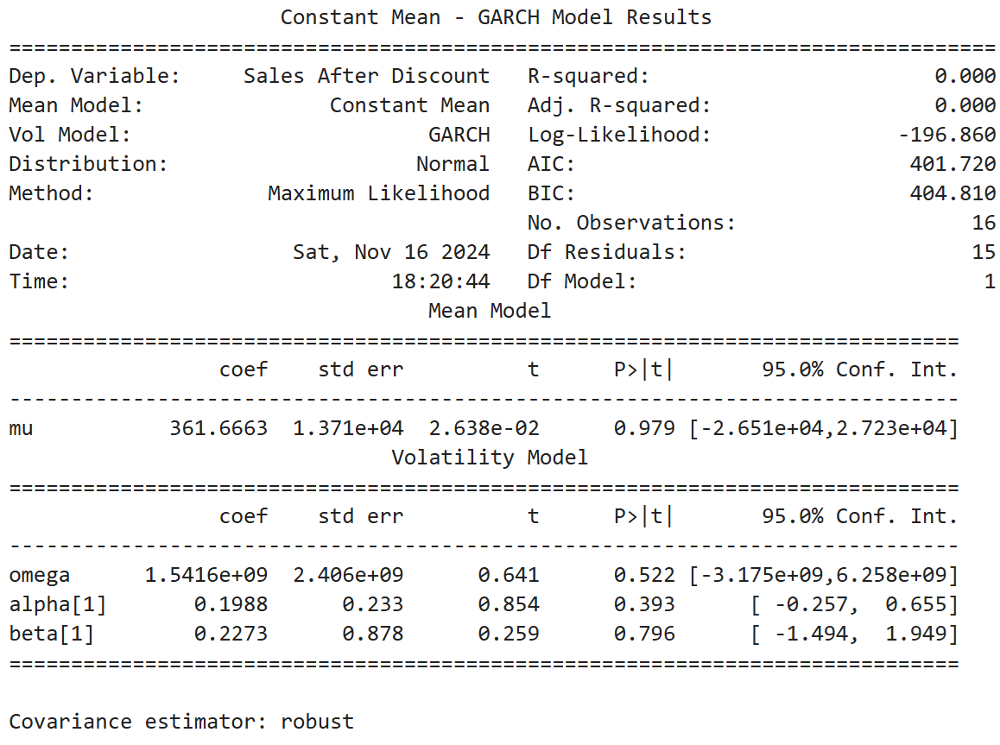 Constant Mean - GARCH Model Results                       
================================================================================
Dep. Variable:     Sales After Discount   R-squared:                       0.000
Mean Model:               Constant Mean   Adj. R-squared:                  0.000
Vol Model:                        GARCH   Log-Likelihood:               -196.860
Distribution:                    Normal   AIC:                           401.720
Method:              Maximum Likelihood   BIC:                           404.810
                                          No. Observations:                   16
Date:                  Sat, Nov 16 2024   Df Residuals:                       15
Time:                          18:20:44   Df Model:                            1
                                  Mean Model
=============================================================================
                 coef    std err          t      P>|t|       95.0% Conf. Int.
-----------------------------------------------------------------------------
mu           361.6663  1.371e+04  2.638e-02      0.979 [-2.651e+04,2.723e+04]
                               Volatility Model
=============================================================================
                 coef    std err          t      P>|t|       95.0% Conf. Int.
-----------------------------------------------------------------------------
omega      1.5416e+09  2.406e+09      0.641      0.522 [-3.175e+09,6.258e+09]
alpha[1]       0.1988      0.233      0.854      0.393      [ -0.257,  0.655]
beta[1]        0.2273      0.878      0.259      0.796      [ -1.494,  1.949]
=============================================================================

Covariance estimator: robust